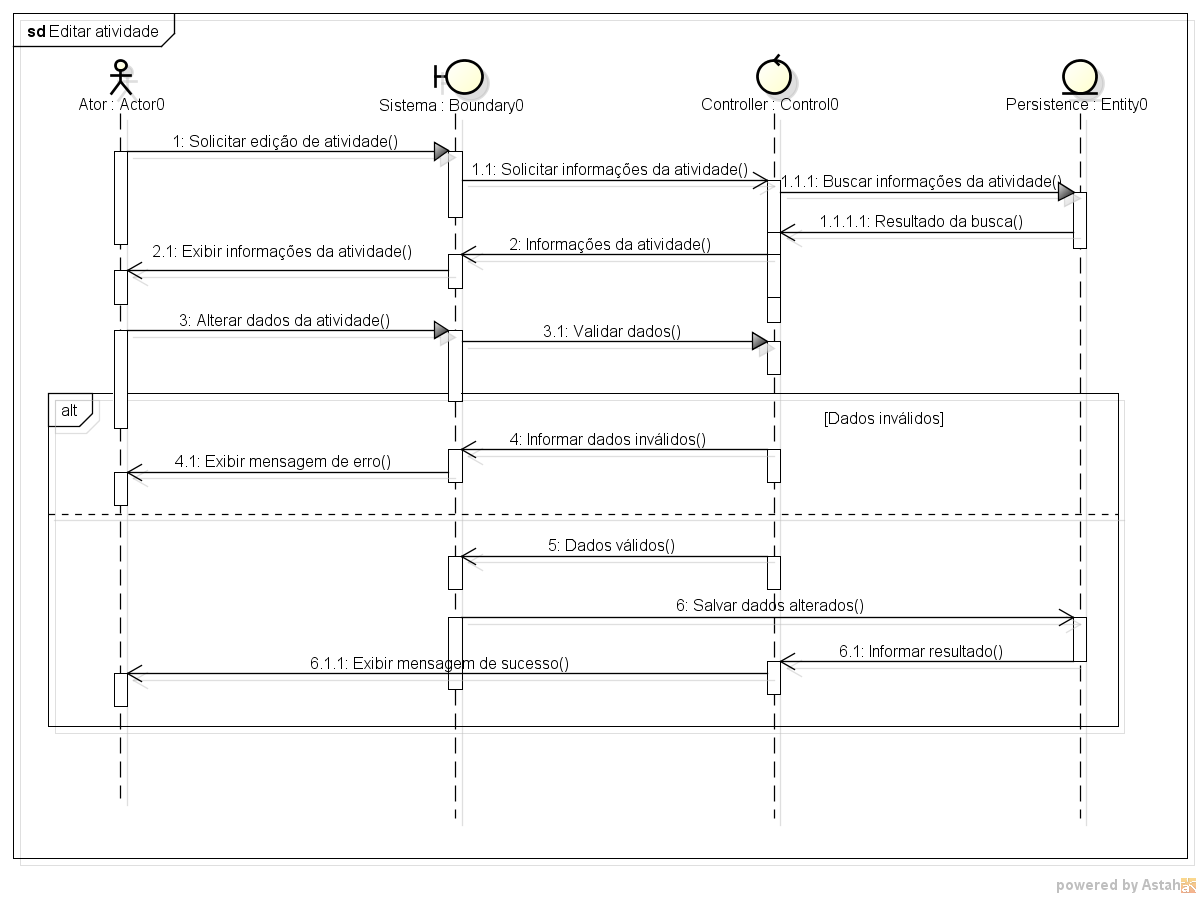 sd Editar atividade
Ator : Actor0
Sistema : Boundary0
Controller : Control0
Persistence : Entity0
1: Solicitar edição de atividade()
1.1: Solicitar informações da atividade()
1.1.1: Buscar informações da atividade()
1.1.1.1: Resultado da busca()
2: Informações da atividade()
2.1: Exibir informações da atividade()
3: Alterar dados da atividade()
3.1: Validar dados()
alt
[Dados inválidos]
4: Informar dados inválidos()
4.1: Exibir mensagem de erro()
5: Dados válidos()
6: Salvar dados alterados()
6.1: Informar resultado()
6.1.1: Exibir mensagem de sucesso()
powered by Astah